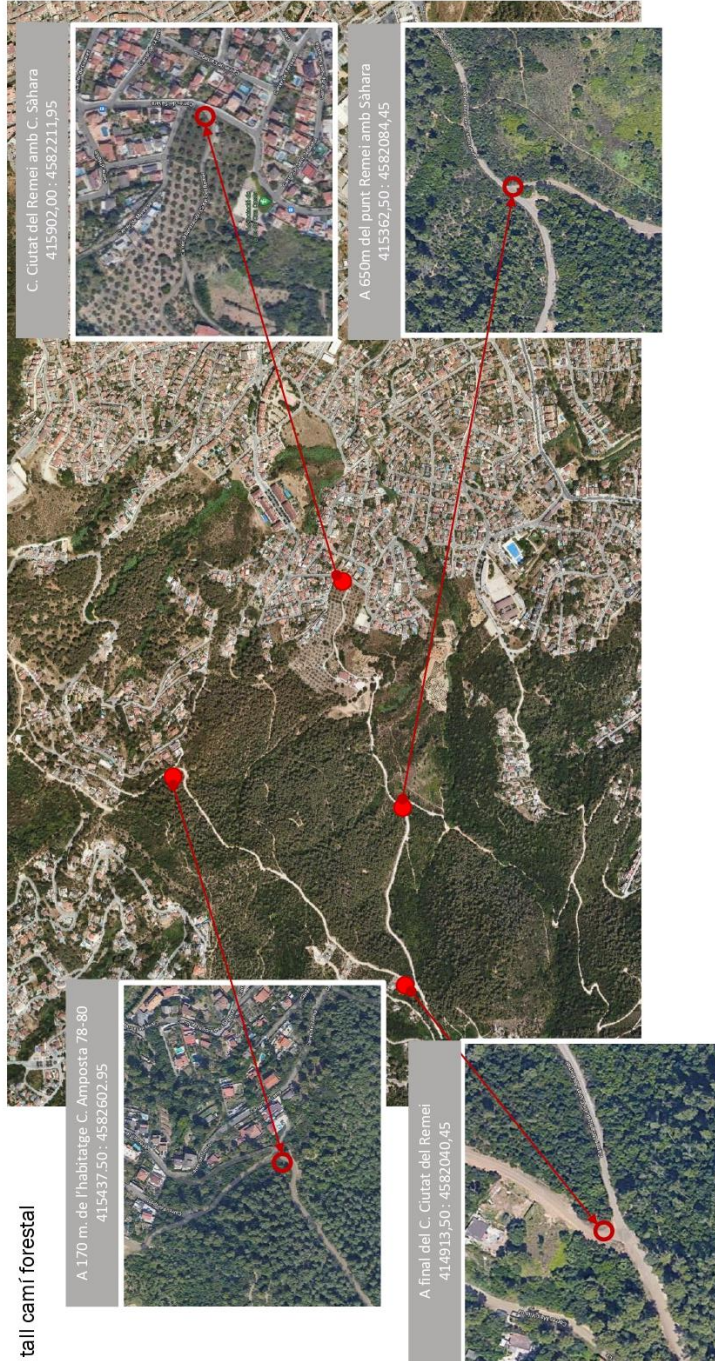 tall camí forestal
A 170 m. de l'habitatge C. Amposta 78-80
415437.50 : 4582602.95
C. Ciutat del Remei amb C. Sàhara
415902,00 : 4582211,95
A final del C. Ciutat del Remei
414913,50 : 4582040,45
A 650m del punt Remei amb Sàhara
415362,50 : 4582084,45